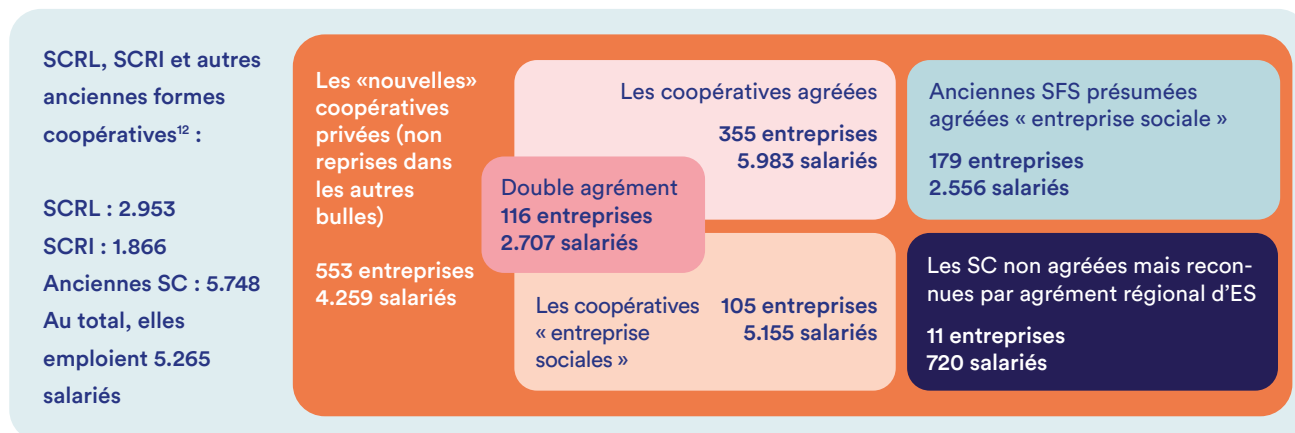 SCRL, SCRI et autres
anciennes formes
coopératives¹² :
SCRL : 2.953
SCRI : 1.866
Anciennes SC : 5.748
Au total, elles
emploient 5.265
salariés
Les «nouvelles»
coopératives
privées (non
reprises dans
les autres
bulles)
553 entreprises
4.259 salariés
Les coopératives agréées
355 entreprises
5.983 salariés
Double agrément
116 entreprises
2.707 salariés
Les coopératives
« entreprise
sociales »
105 entreprises
5.155 salariés
Anciennes SFS présumées
agréées « entreprise sociale »
179 entreprises
2.556 salariés
Les SC non agréées mais recon-
nues par agrément régional d’ES
11 entreprises
720 salariés